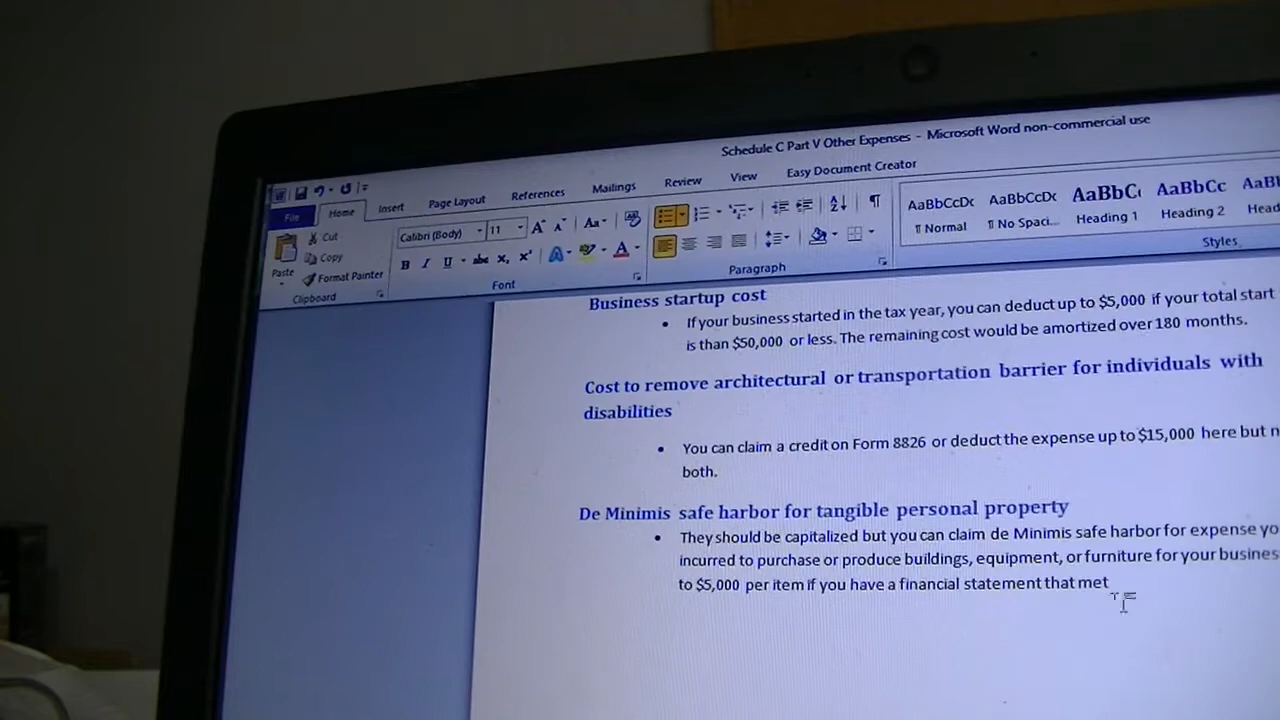 Schedule C Part V Other Expenses - Microsoft Word non-commercial use
File Home Insert Page Layout References Mailings Review View Easy Document Creator
Paste
Cut
Copy
Format Painter
Clipboard
Calibri (Body) 11
B I U abc x₂ x²
Font
Paragraph
AaBbCcDc AaBbCcDc AaBbC AaBbCc AaB
¶ Normal ¶ No Spaci... Heading 1 Heading 2 Head
Styles
Business startup cost
• If your business started in the tax year, you can deduct up to $5,000 if your total start
is than $50,000 or less. The remaining cost would be amortized over 180 months.
Cost to remove architectural or transportation barrier for individuals with
disabilities
• You can claim a credit on Form 8826 or deduct the expense up to $15,000 here but n
both.
De Minimis safe harbor for tangible personal property
• They should be capitalized but you can claim de Minimis safe harbor for expense yo
incurred to purchase or produce buildings, equipment, or furniture for your busines
to $5,000 per item if you have a financial statement that met